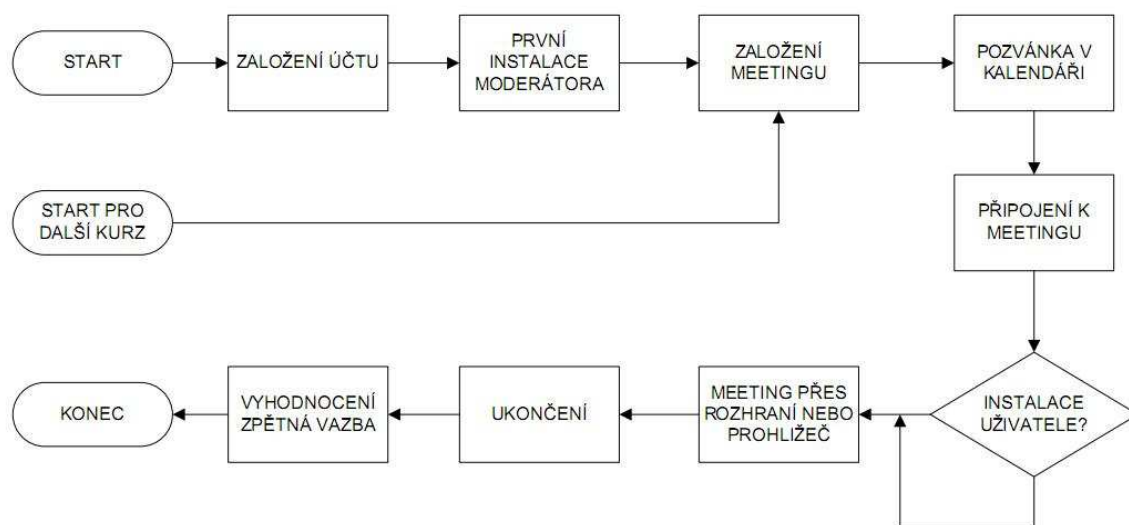 START
ZALOŽENÍ ÚČTU
PRVNÍ
INSTALACE
MODERÁTORA
ZALOŽENÍ
MEETINGU
POZVÁNKA V
KALENDÁŘI
START PRO
DALŠÍ KURZ
PŘIPOJENÍ K
MEETINGU
KONEC
VYHODNOCENÍ
ZPĚTNÁ VAZBA
UKONČENÍ
MEETING PŘES
ROZHRANÍ NEBO
PROHLIŽEČ
INSTALACE
UŽIVATELE?